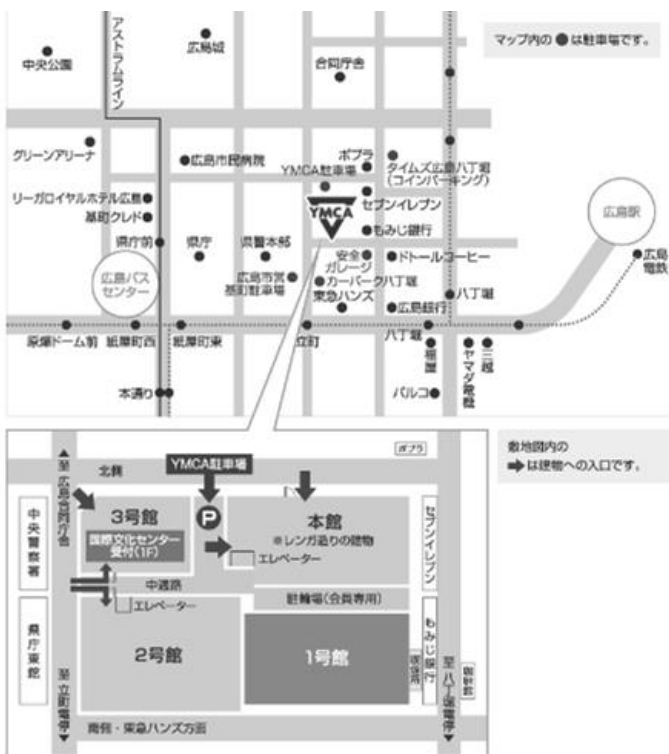 マップ内の●は駐車場です。
中央公園
アストラムライン
広島城
合同庁舎
グリーンアリーナ
広島市民病院
ポプラ
YMCA駐車場
タイムズ広島八丁堀
(コインパーキング)
リーガロイヤルホテル広島
セブンイレブン
YMCA
広島駅
基町クレド
もみじ銀行
県庁前
県庁
県警本部
安全
ガレージ
ドトールコーヒー
広島
電鉄
広島バス
センター
広島市営
基町駐車場
カーパーク八丁堀
東急ハンズ
広島銀行
八丁堀
原爆ドーム前
紙屋町西
紙屋町東
立町
八丁堀
福屋
ヤマダ電機
三越
本通り
パルコ
敷地図内の
➡は建物への入口です。
至 広島合同庁舎
北側
YMCA駐車場
ポプラ
中央警察署
3号館
国際文化センター
受付(1F)
P
本館
※レンガ造りの建物
エレベーター
セブンイレブン
中通路
エレベーター
駐輪場(会員専用)
県庁東館
2号館
1号館
もみじ銀行
至 立町電停
至 八丁堀電停
南側・東急ハンズ方面